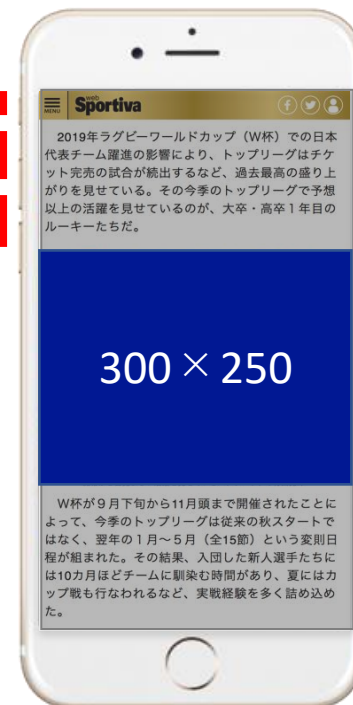 web
Sportiva
MENU
2019年ラグビーワールドカップ（W杯）での日本
代表チーム躍進の影響により、トップリーグはチケ
ット完売の試合が続出するなど、過去最高の盛り上
がりを見せている。その今季のトップリーグで予想
以上の活躍を見せているのが、大卒・高卒１年目の
ルーキーたちだ。
300×250
W杯が９月下旬から11月頭まで開催されたことに
よって、今季のトップリーグは従来の秋スタートで
はなく、翌年の１月～５月（全15節）という変則日
程が組まれた。その結果、入団した新人選手たちに
は10カ月ほどチームに馴染む時間があり、夏にはカ
ップ戦も行なわれるなど、実戦経験を多く詰め込め
た。